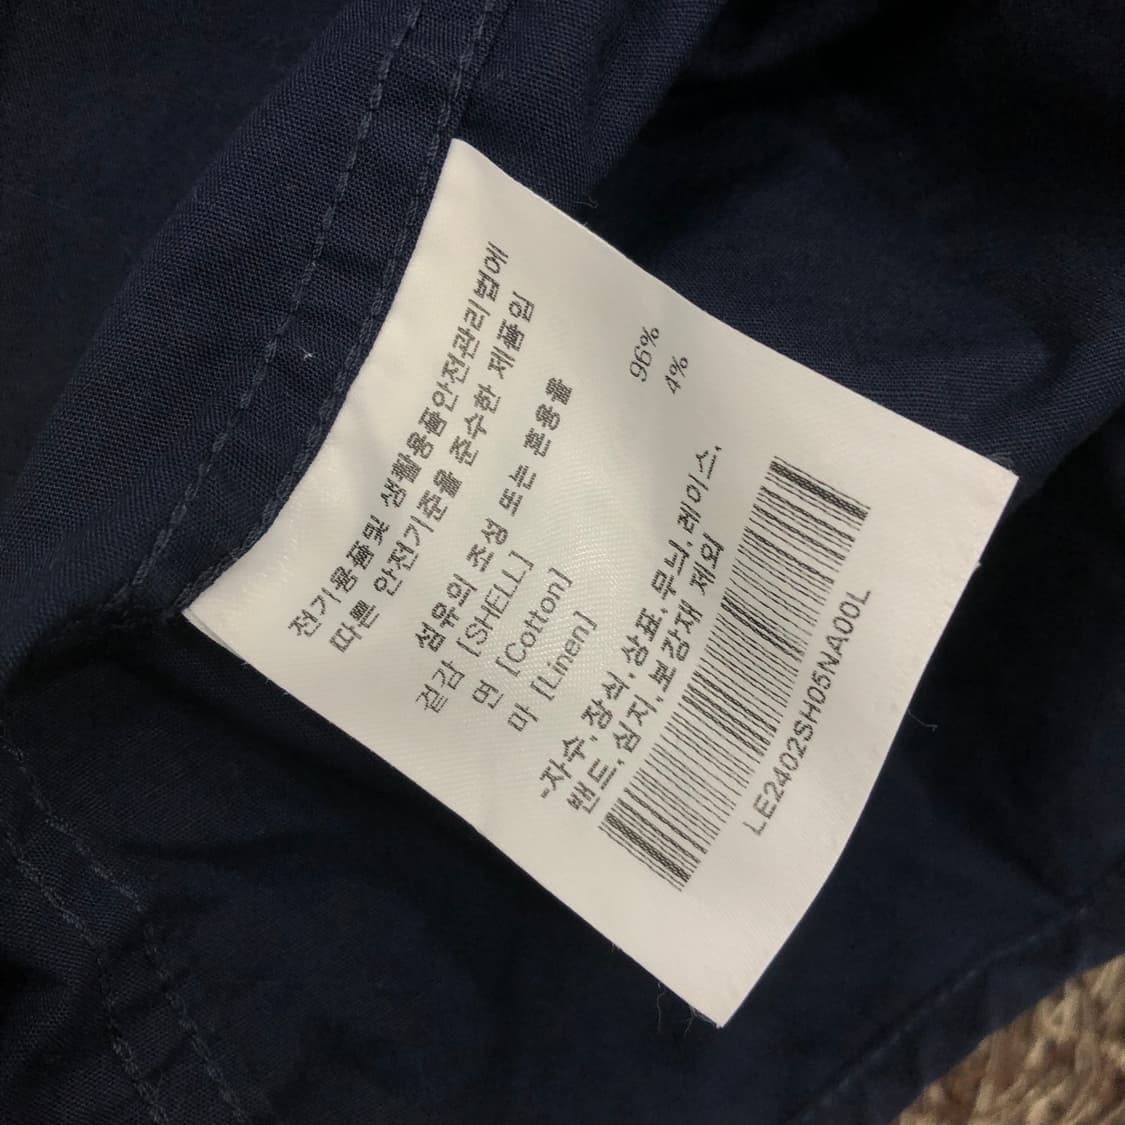 전기용품및 생활용품안전관리법에
따른 안전기준을 준수한 제품임
섬유의 조성 또는 혼용률
겉감 [SHELL]
면 [Cotton] 96%
마 [Linen] 4%
-자수,장식,상표,무늬,레이스,
밴드,심지,보강재 제외
LE2402SH05NA00L